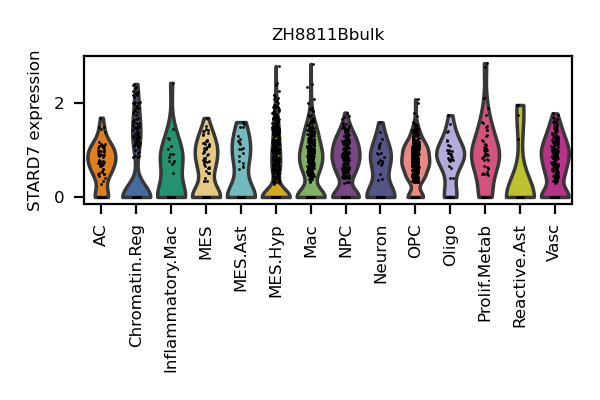 ZH8811Bbulk
STARD7 expression
2
0
AC
Chromatin.Reg
Inflammatory.Mac
MES
MES.Ast
MES.Hyp
Mac
NPC
Neuron
OPC
Oligo
Prolif.Metab
Reactive.Ast
Vasc